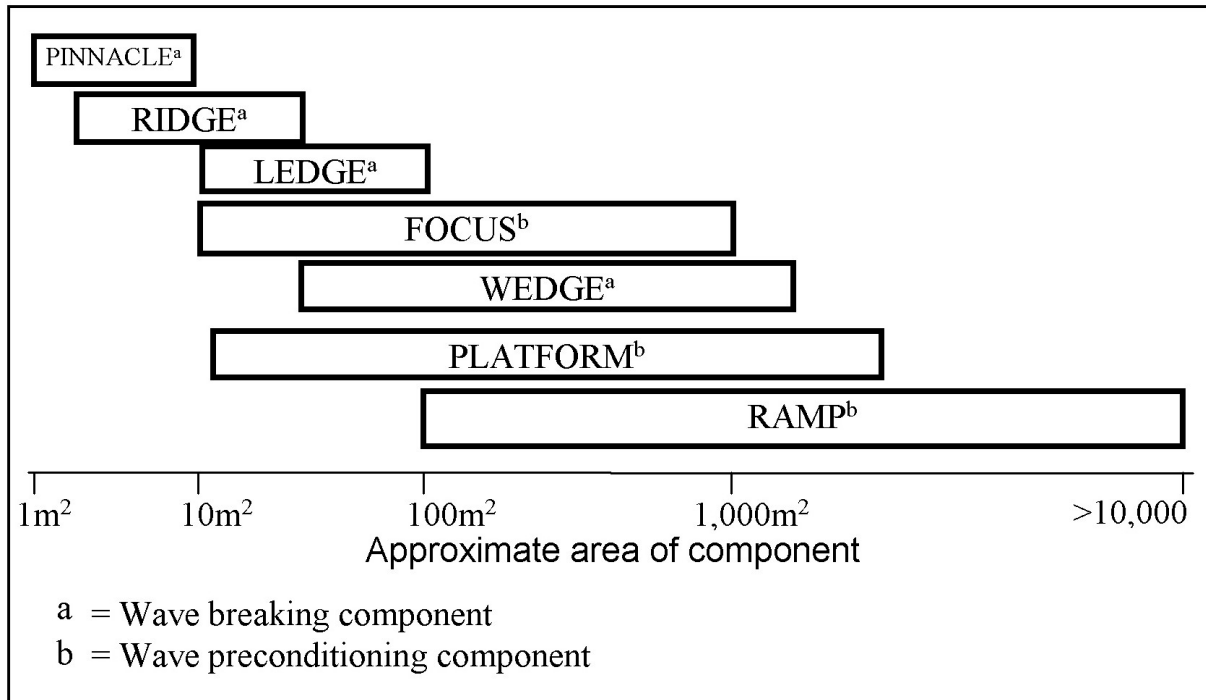 PINNACLEᵃ
RIDGEᵃ
LEDGEᵃ
FOCUSᵇ
WEDGEᵃ
PLATFORMᵇ
RAMPᵇ
1m² 10m² 100m² 1,000m² >10,000
Approximate area of component
a = Wave breaking component
b = Wave preconditioning component